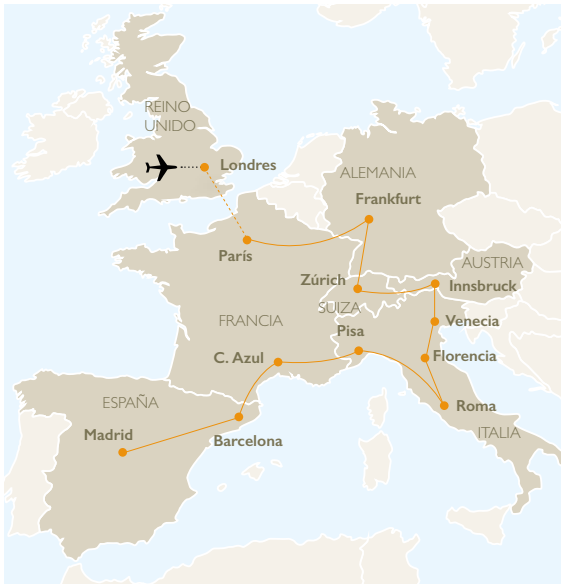 REINO
UNIDO
Londres
ALEMANIA
Frankfurt
París
AUSTRIA
Zúrich
Innsbruck
SUIZA
FRANCIA
Venecia
Pisa
C. Azul
Florencia
ESPAÑA
Roma
Madrid
Barcelona
ITALIA